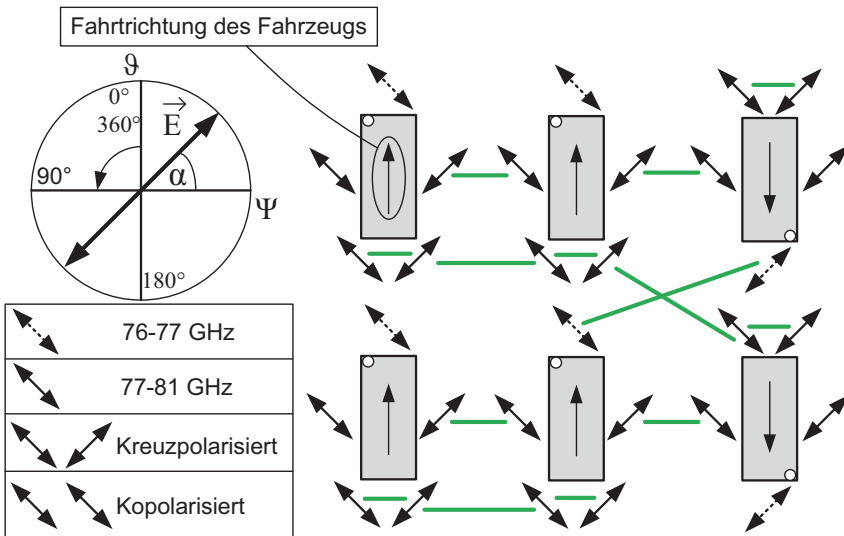 Fahrtrichtung des Fahrzeugs
ϑ
0°
360°
E
90°
α
Ψ
180°
76-77 GHz
77-81 GHz
Kreuzpolarisiert
Kopolarisiert